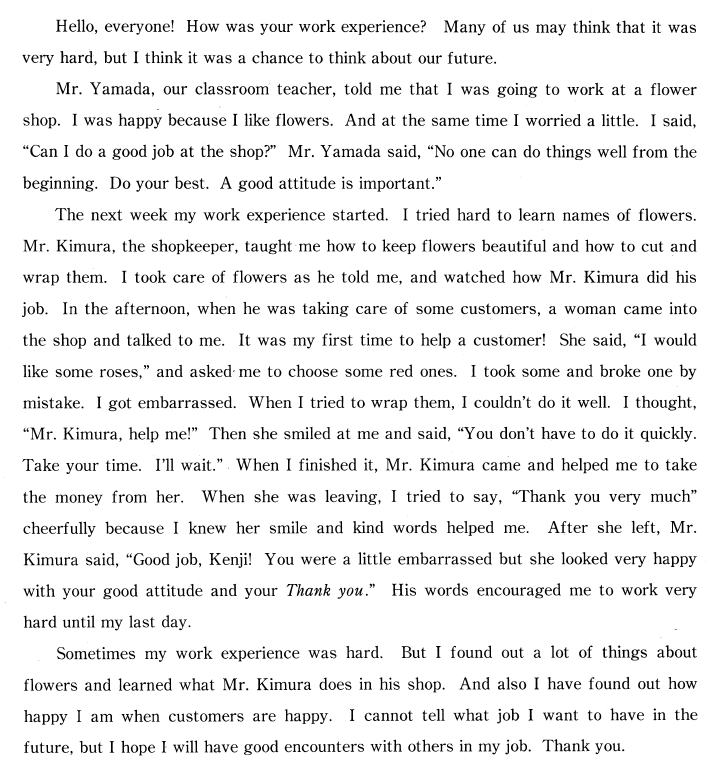 Hello, everyone! How was your work experience? Many of us may think that it was
very hard, but I think it was a chance to think about our future.
Mr. Yamada, our classroom teacher, told me that I was going to work at a flower
shop. I was happy because I like flowers. And at the same time I worried a little. I said,
“Can I do a good job at the shop?” Mr. Yamada said, “No one can do things well from the
beginning. Do your best. A good attitude is important.”
The next week my work experience started. I tried hard to learn names of flowers.
Mr. Kimura, the shopkeeper, taught me how to keep flowers beautiful and how to cut and
wrap them. I took care of flowers as he told me, and watched how Mr. Kimura did his
job. In the afternoon, when he was taking care of some customers, a woman came into
the shop and talked to me. It was my first time to help a customer! She said, “I would
like some roses,” and asked me to choose some red ones. I took some and broke one by
mistake. I got embarrassed. When I tried to wrap them, I couldn’t do it well. I thought,
“Mr. Kimura, help me!” Then she smiled at me and said, “You don’t have to do it quickly.
Take your time. I’ll wait.” When I finished it, Mr. Kimura came and helped me to take
the money from her. When she was leaving, I tried to say, “Thank you very much”
cheerfully because I knew her smile and kind words helped me. After she left, Mr.
Kimura said, “Good job, Kenji! You were a little embarrassed but she looked very happy
with your good attitude and your Thank you.” His words encouraged me to work very
hard until my last day.
Sometimes my work experience was hard. But I found out a lot of things about
flowers and learned what Mr. Kimura does in his shop. And also I have found out how
happy I am when customers are happy. I cannot tell what job I want to have in the
future, but I hope I will have good encounters with others in my job. Thank you.